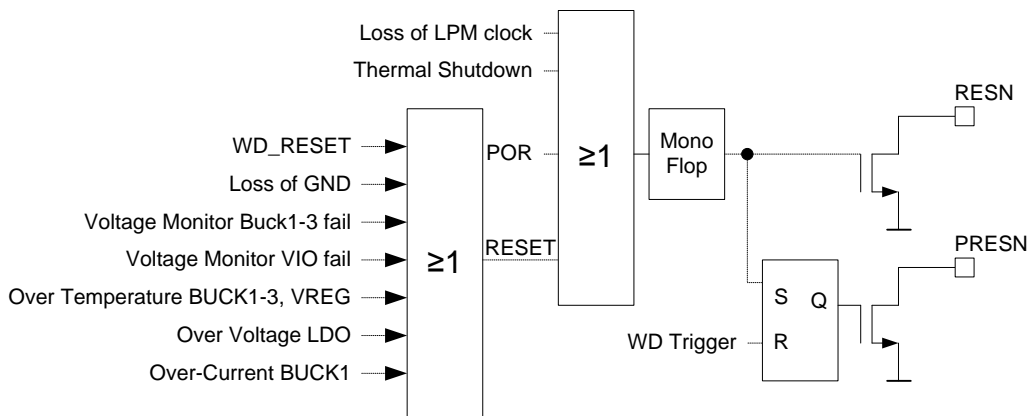 Loss of LPM clock
Thermal Shutdown
RESN
WD_RESET
POR
≥1
Mono
Flop
Loss of GND
Voltage Monitor Buck1-3 fail
PRESN
Voltage Monitor VIO fail
≥1
RESET
Over Temperature BUCK1-3, VREG
S
Q
Over Voltage LDO
WD Trigger
R
Over-Current BUCK1